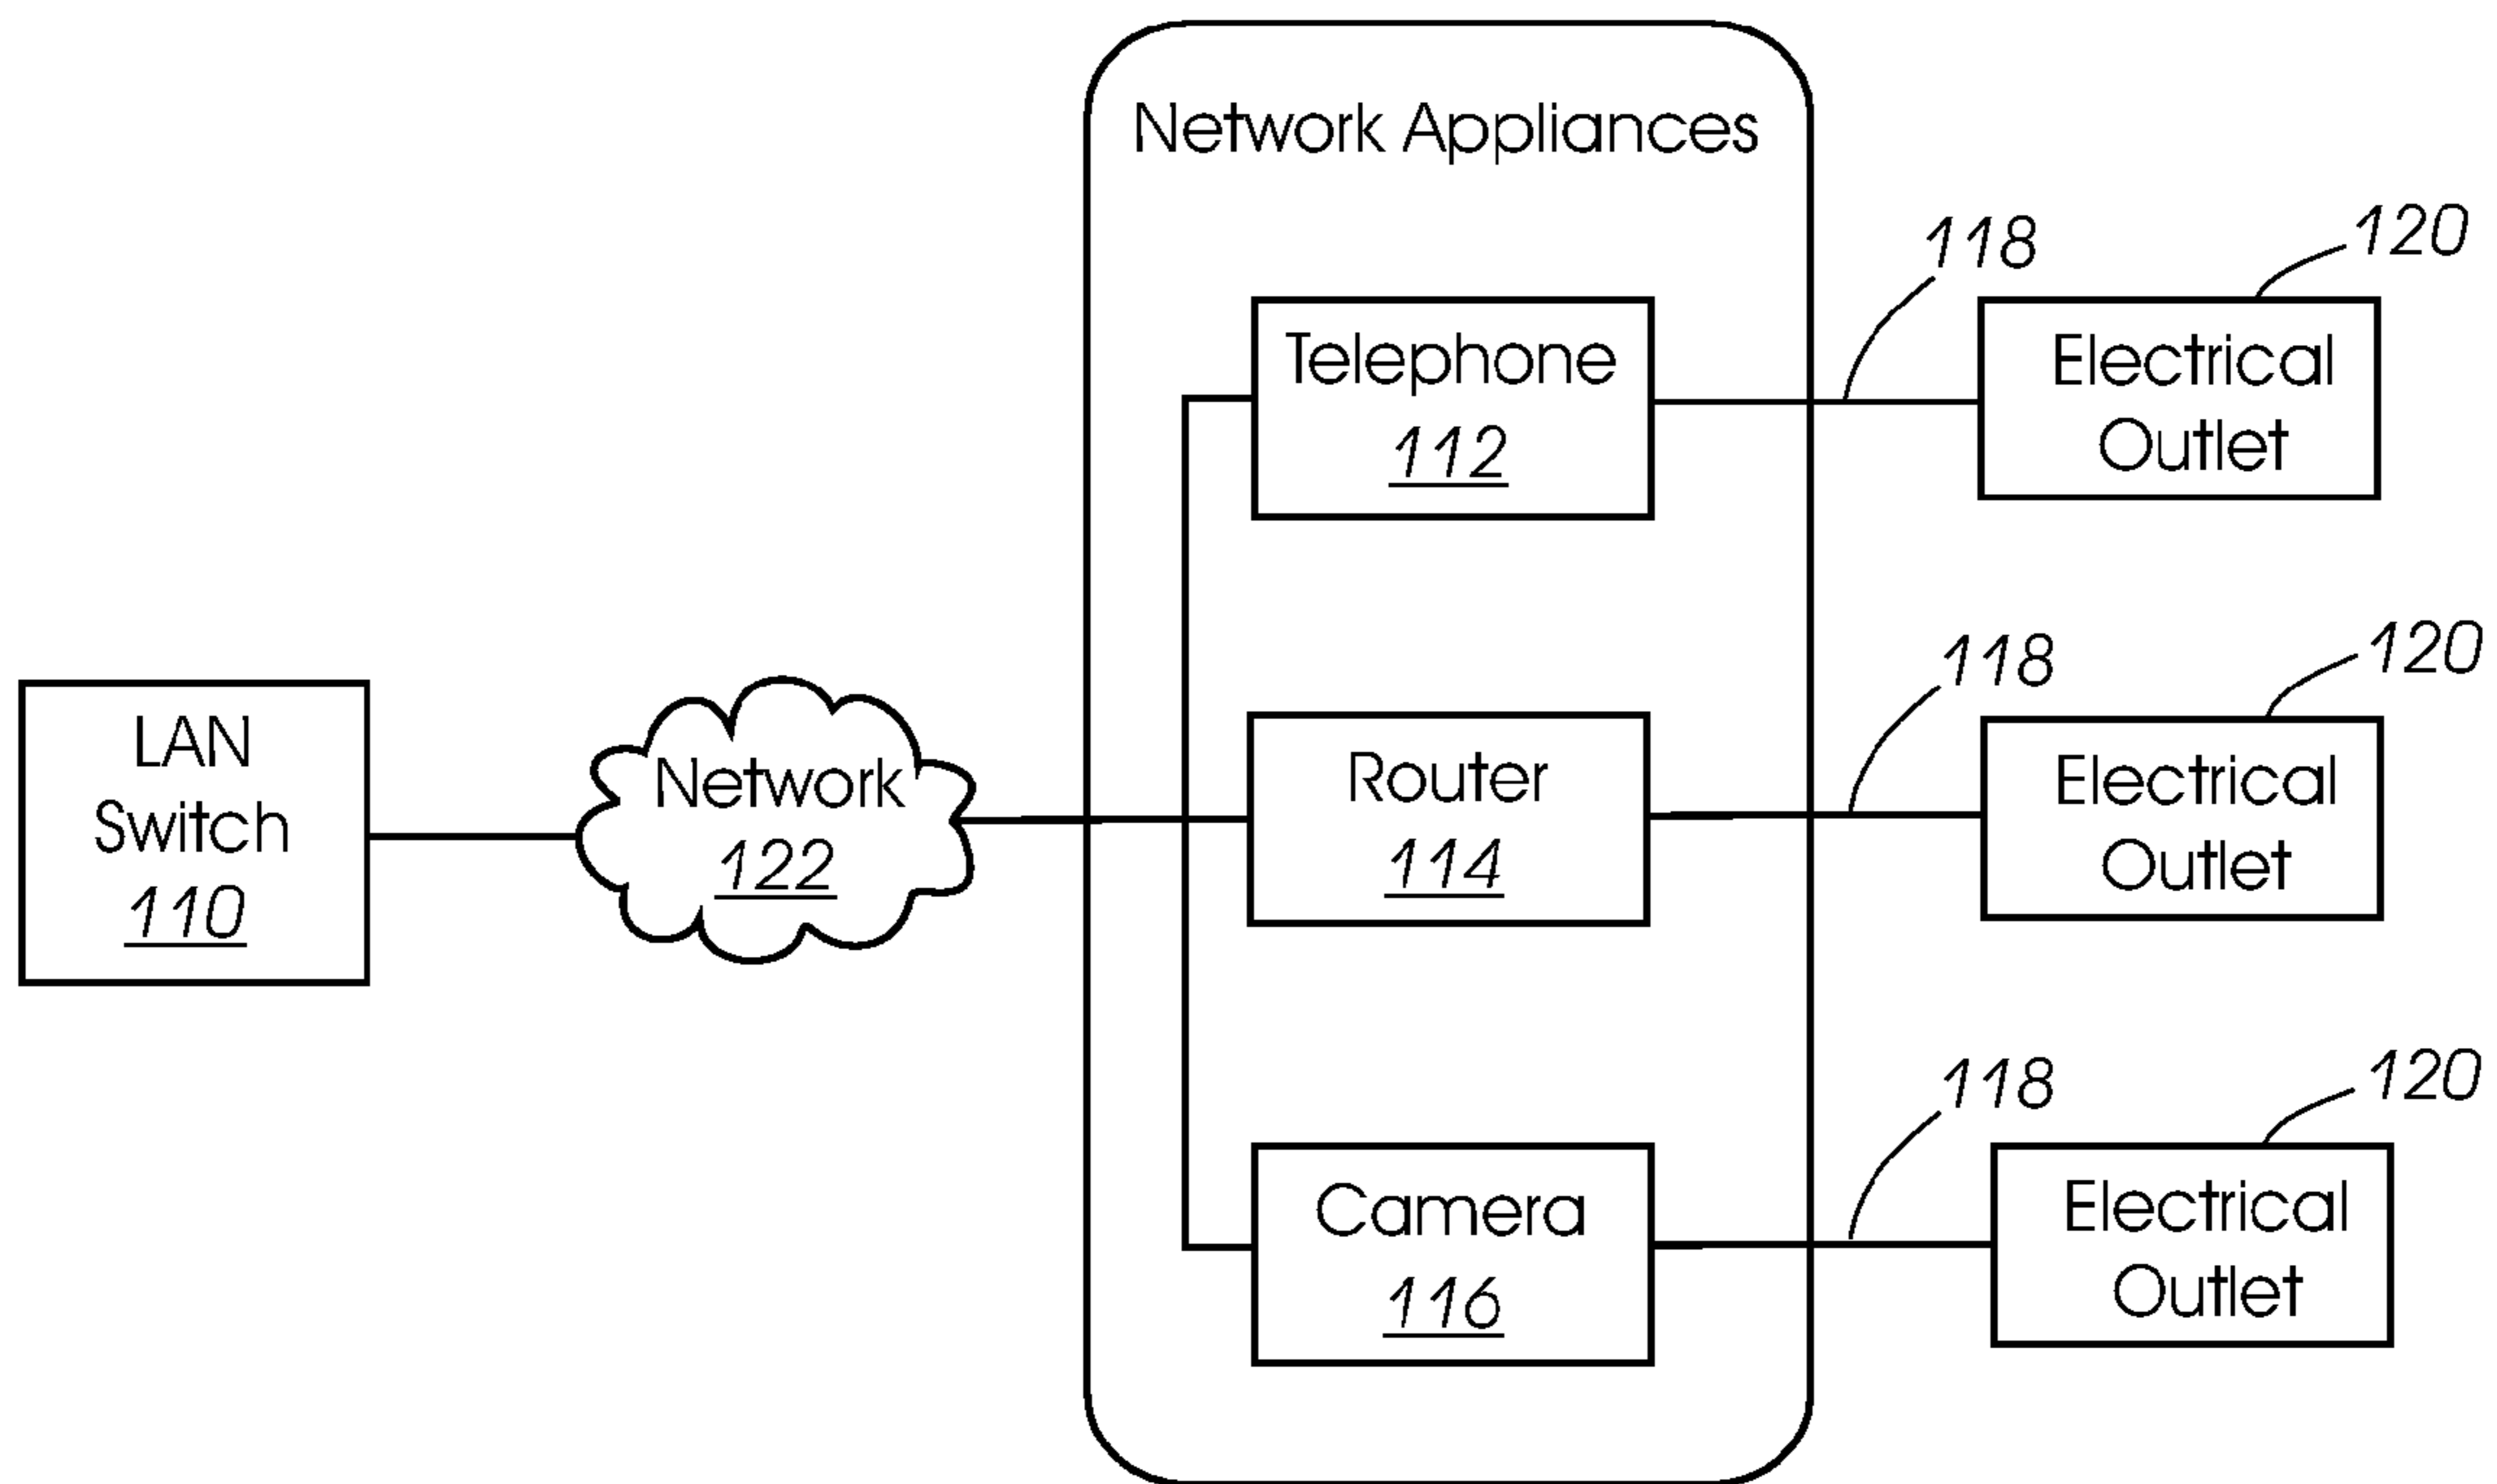 Network Appliances
118
120
Telephone
112
Electrical
Outlet
118
120
LAN
Switch
110
Network
122
Router
114
Electrical
Outlet
118
120
Camera
116
Electrical
Outlet